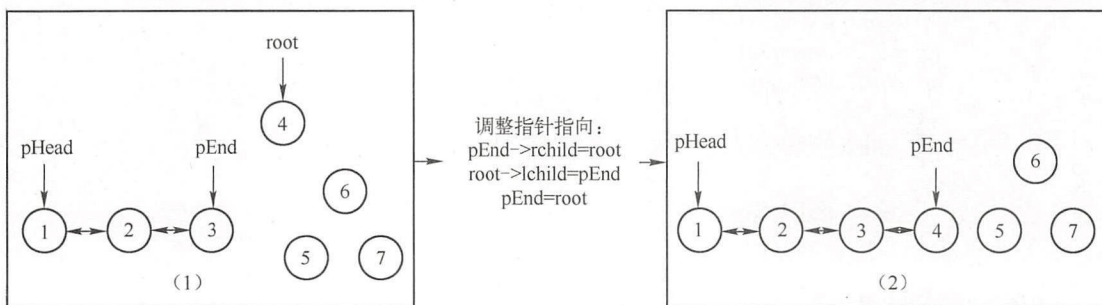 root
4
pHead
pEnd
6
1
2
3
5
7
（1）
调整指针指向：
pEnd->rchild=root
root->lchild=pEnd
pEnd=root
pHead
pEnd
6
1
2
3
4
5
7
（2）